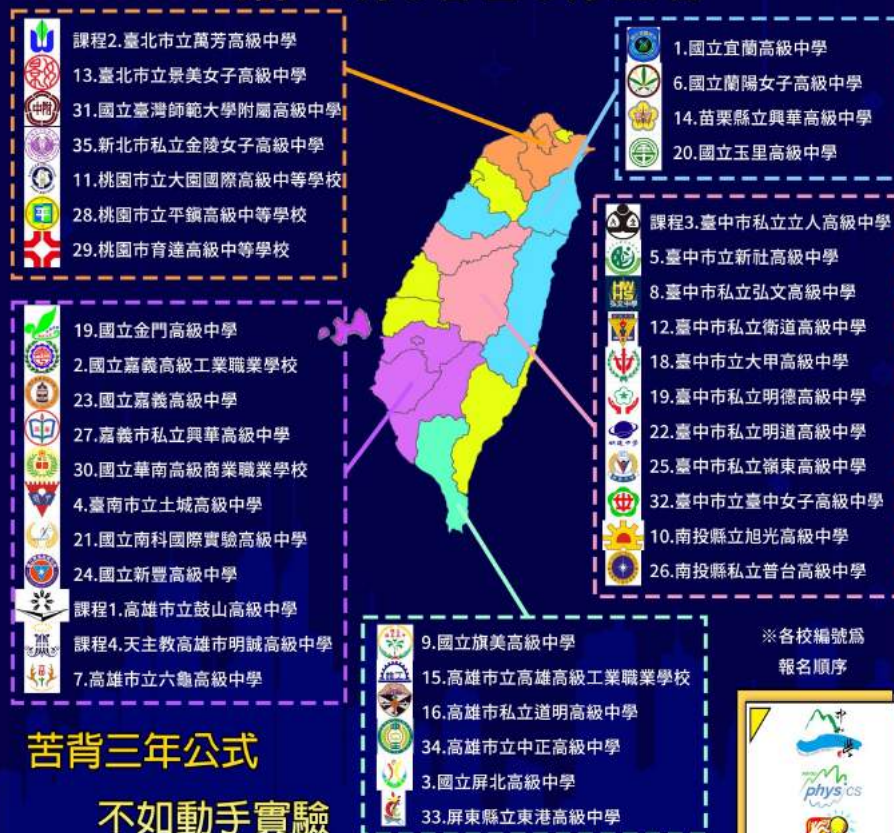 課程2.臺北市立萬芳高級中學
13.臺北市立景美女子高級中學
31.國立臺灣師範大學附屬高級中學
35.新北市私立金陵女子高級中學
11.桃園市立大園國際高級中等學校
28.桃園市立平鎮高級中等學校
29.桃園市育達高級中等學校
1.國立宜蘭高級中學
6.國立蘭陽女子高級中學
14.苗栗縣立興華高級中學
20.國立玉里高級中學
課程3.臺中市私立立人高級中學
5.臺中市立新社高級中學
8.臺中市私立弘文高級中學
12.臺中市私立衛道高級中學
18.臺中市立大甲高級中學
19.臺中市私立明德高級中學
22.臺中市私立明道高級中學
25.臺中市私立嶺東高級中學
32.臺中市立臺中女子高級中學
10.南投縣立旭光高級中學
26.南投縣私立普台高級中學
19.國立金門高級中學
2.國立嘉義高級工業職業學校
23.國立嘉義高級中學
27.嘉義市私立興華高級中學
30.國立華南高級商業職業學校
4.臺南市立土城高級中學
21.國立南科國際實驗高級中學
24.國立新豐高級中學
課程1.高雄市立鼓山高級中學
課程4.天主教高雄市明誠高級中學
7.高雄市立六龜高級中學
9.國立旗美高級中學
15.高雄市立高雄高級工業職業學校
16.高雄市私立道明高級中學
34.高雄市立中正高級中學
3.國立屏北高級中學
33.屏東縣立東港高級中學
※各校編號爲
報名順序
苦背三年公式
不如動手實驗
physics